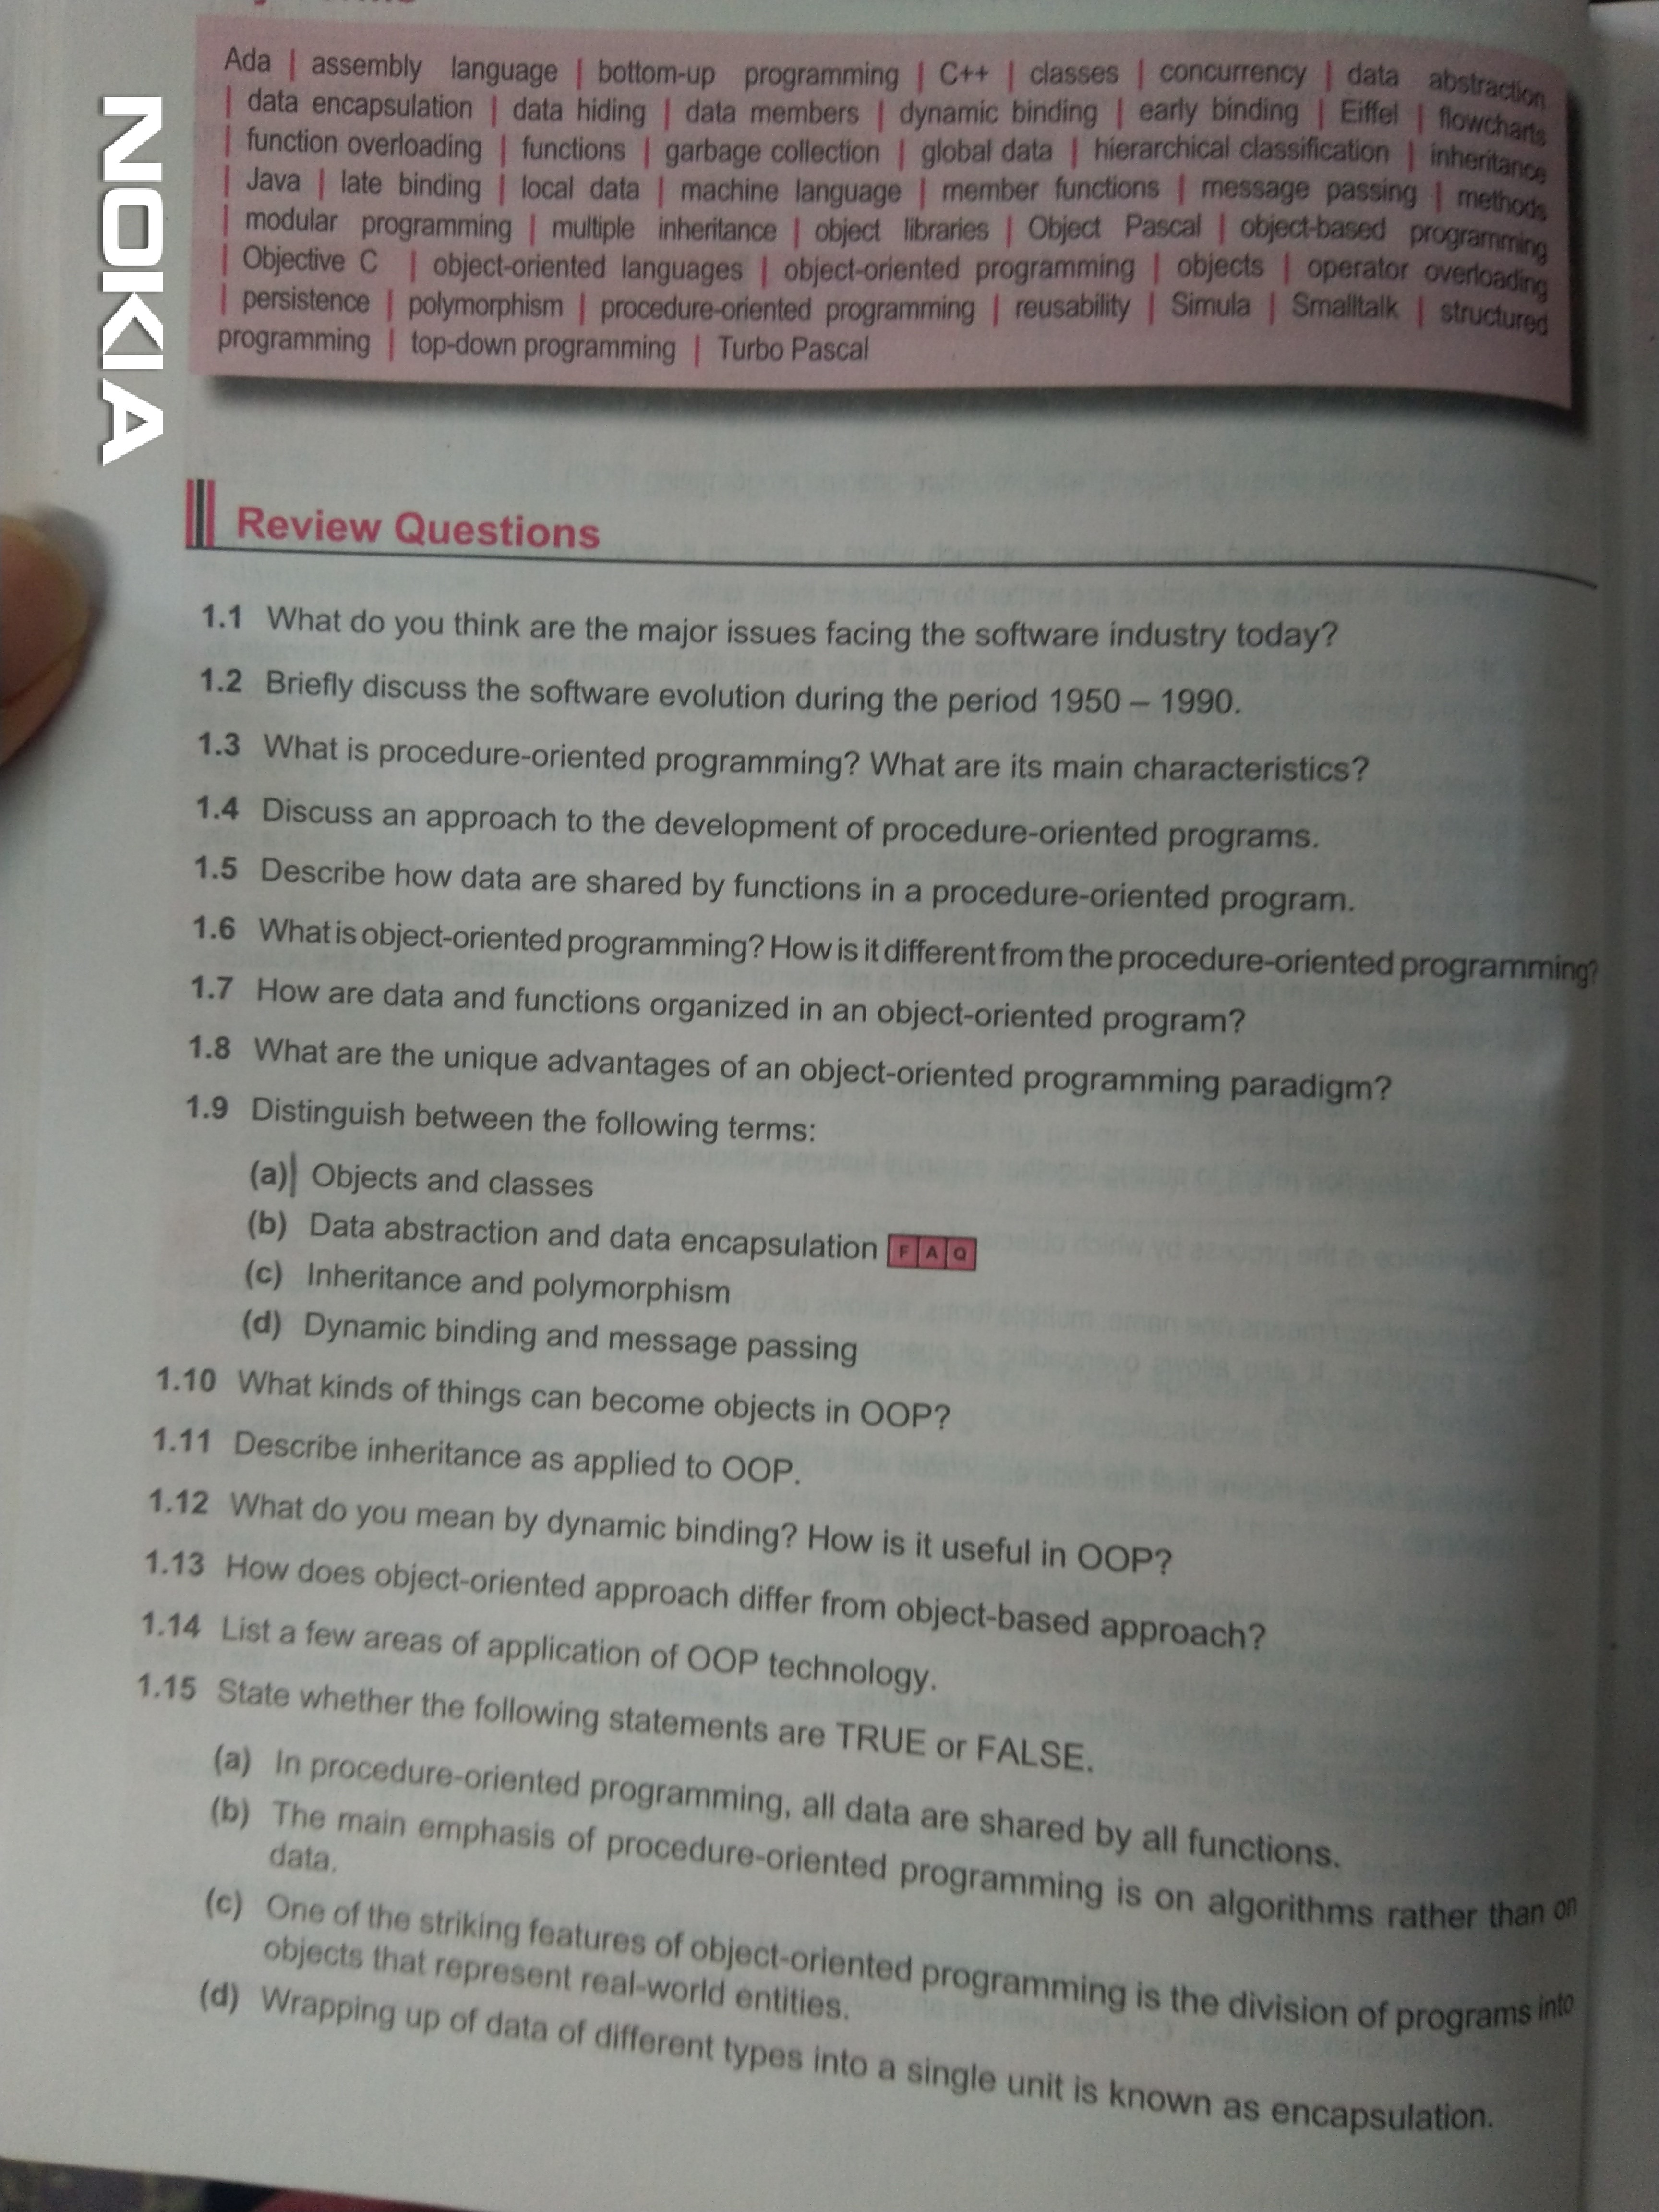 Ada | assembly language | bottom-up programming | C++ | classes | concurrency | data abstraction
| data encapsulation | data hiding | data members | dynamic binding | early binding | Eiffel | flowcharts
| function overloading | functions | garbage collection | global data | hierarchical classification | inheritance
| Java | late binding | local data | machine language | member functions | message passing | methods
| modular programming | multiple inheritance | object libraries | Object Pascal | object-based programming
| Objective C | object-oriented languages | object-oriented programming | objects | operator overloading
| persistence | polymorphism | procedure-oriented programming | reusability | Simula | Smalltalk | structured
programming | top-down programming | Turbo Pascal
NOKIA
Review Questions
1.1 What do you think are the major issues facing the software industry today?
1.2 Briefly discuss the software evolution during the period 1950 – 1990.
1.3 What is procedure-oriented programming? What are its main characteristics?
1.4 Discuss an approach to the development of procedure-oriented programs.
1.5 Describe how data are shared by functions in a procedure-oriented program.
1.6 What is object-oriented programming? How is it different from the procedure-oriented programming?
1.7 How are data and functions organized in an object-oriented program?
1.8 What are the unique advantages of an object-oriented programming paradigm?
1.9 Distinguish between the following terms:
(a) Objects and classes
(b) Data abstraction and data encapsulation FAQ
(c) Inheritance and polymorphism
(d) Dynamic binding and message passing
1.10 What kinds of things can become objects in OOP?
1.11 Describe inheritance as applied to OOP.
1.12 What do you mean by dynamic binding? How is it useful in OOP?
1.13 How does object-oriented approach differ from object-based approach?
1.14 List a few areas of application of OOP technology.
1.15 State whether the following statements are TRUE or FALSE.
(a) In procedure-oriented programming, all data are shared by all functions.
(b) The main emphasis of procedure-oriented programming is on algorithms rather than on
data.
(c) One of the striking features of object-oriented programming is the division of programs into
objects that represent real-world entities.
(d) Wrapping up of data of different types into a single unit is known as encapsulation.